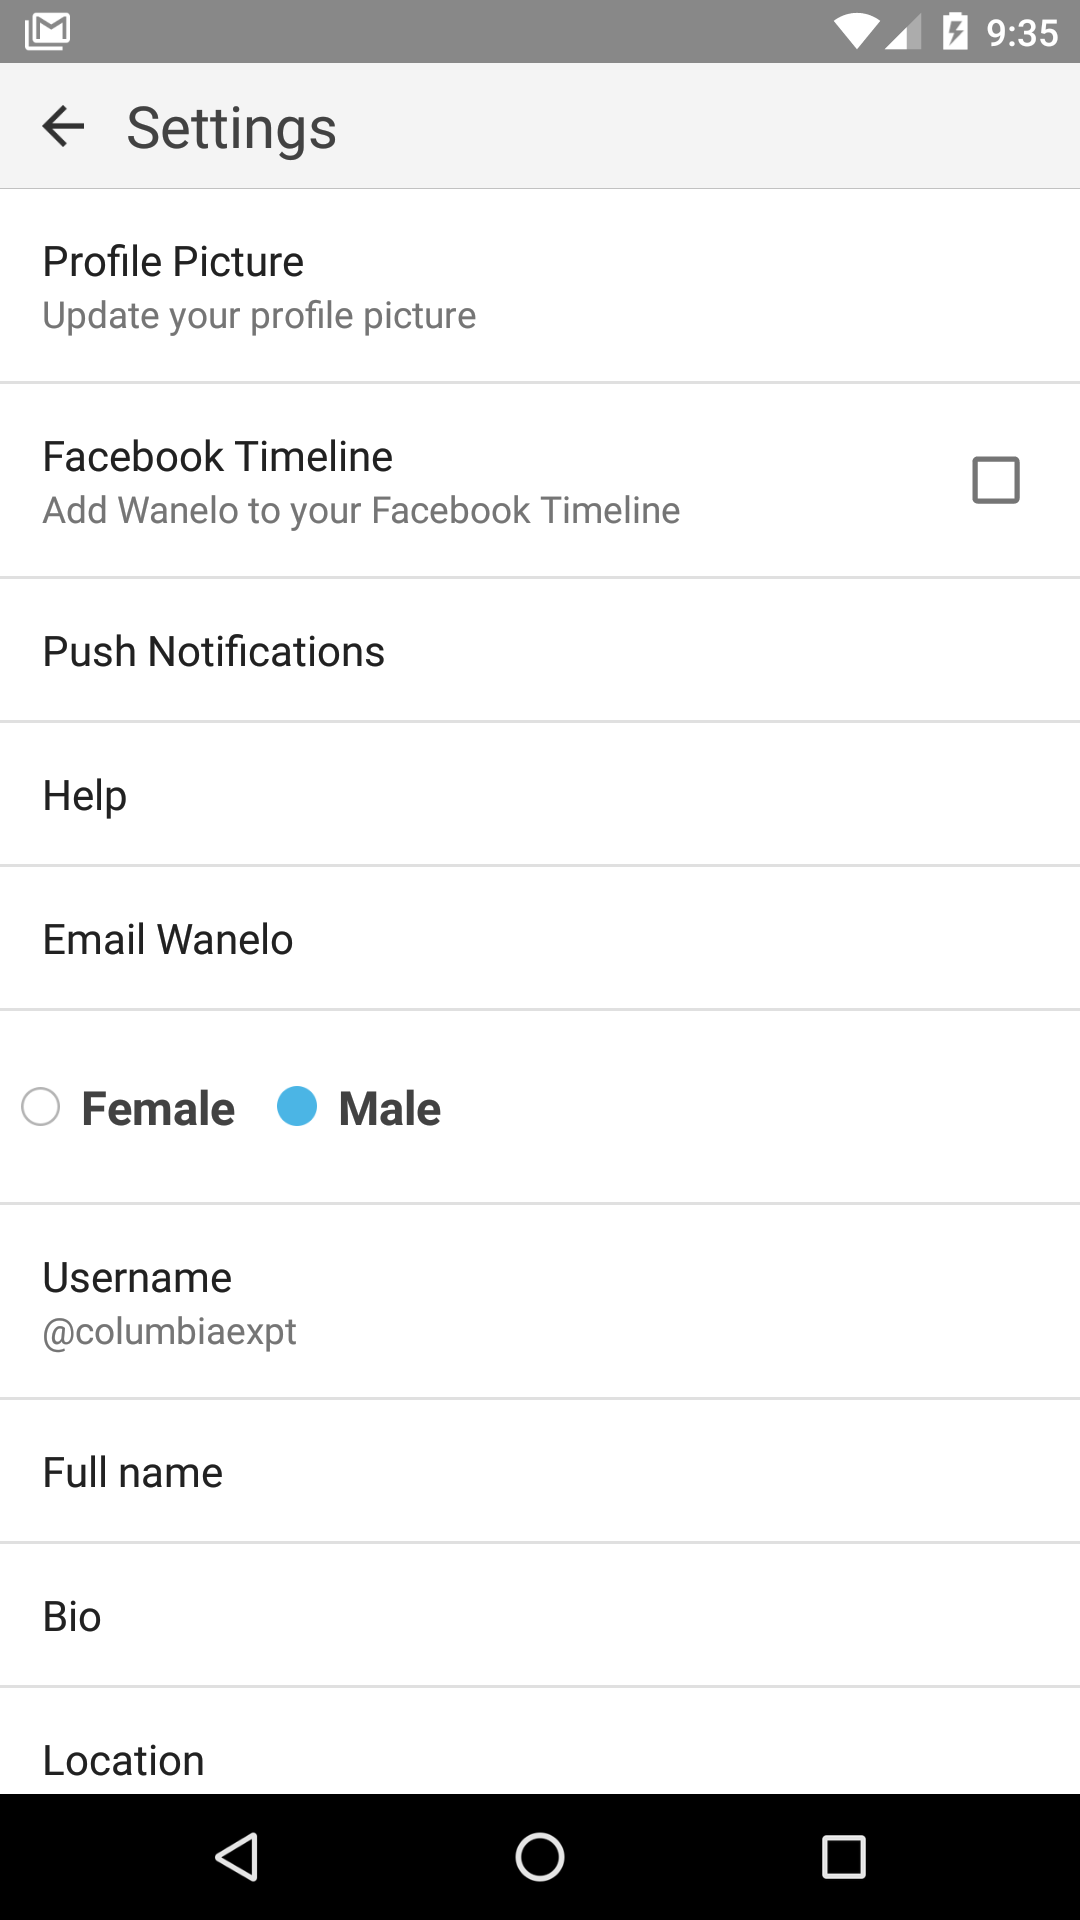 9:35
Settings
Profile Picture
Update your profile picture
Facebook Timeline
Add Wanelo to your Facebook Timeline
Push Notifications
Help
Email Wanelo
Female Male
Username
@columbiaexpt
Full name
Bio
Location